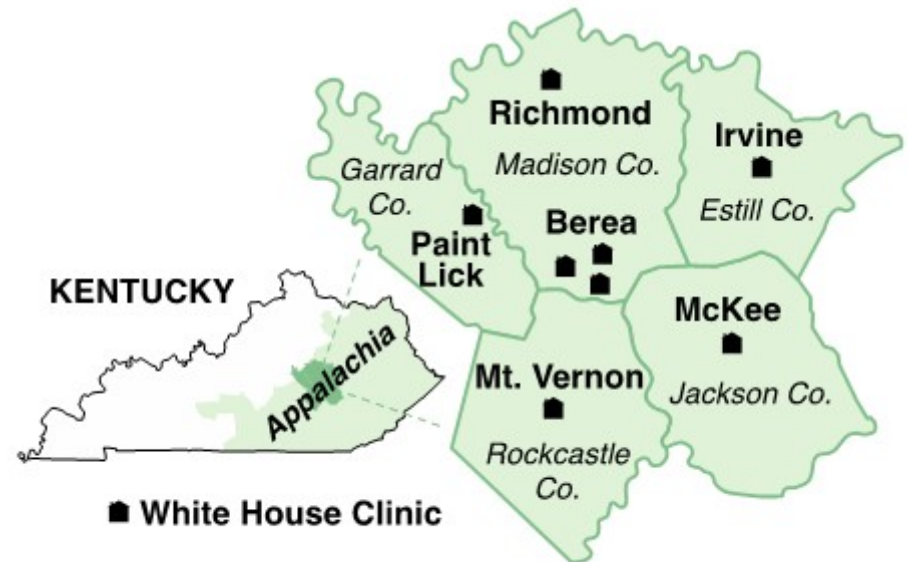 Richmond
Madison Co.
Irvine
Estill Co.
Garrard
Co.
Paint
Lick
Berea
KENTUCKY
Appalachia
McKee
Jackson Co.
Mt. Vernon
Rockcastle
Co.
White House Clinic